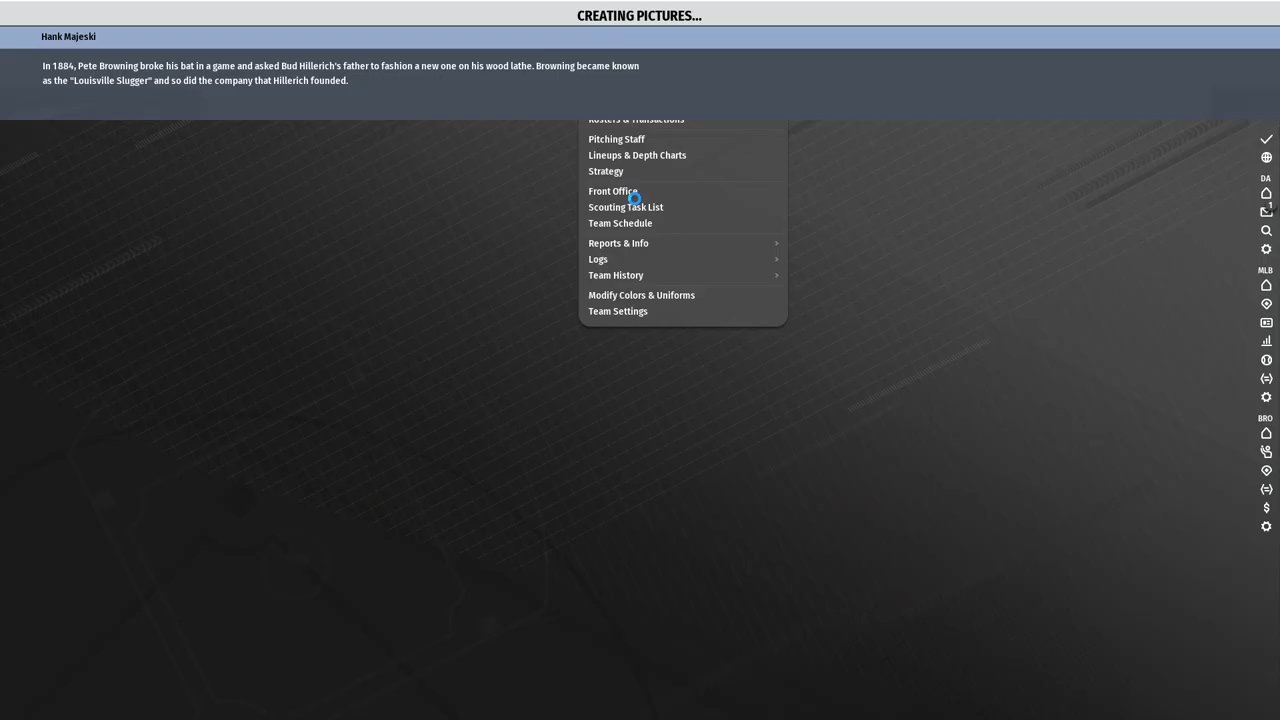 CREATING PICTURES...
Hank Majeski
In 1884, Pete Browning broke his bat in a game and asked Bud Hillerich's father to fashion a new one on his wood lathe. Browning became known
as the "Louisville Slugger" and so did the company that Hillerich founded.
Rosters & Transactions
Pitching Staff
Lineups & Depth Charts
Strategy
Front Office
Scouting Task List
Team Schedule
Reports & Info
Logs
Team History
Modify Colors & Uniforms
Team Settings
DA
1
MLB
BRO